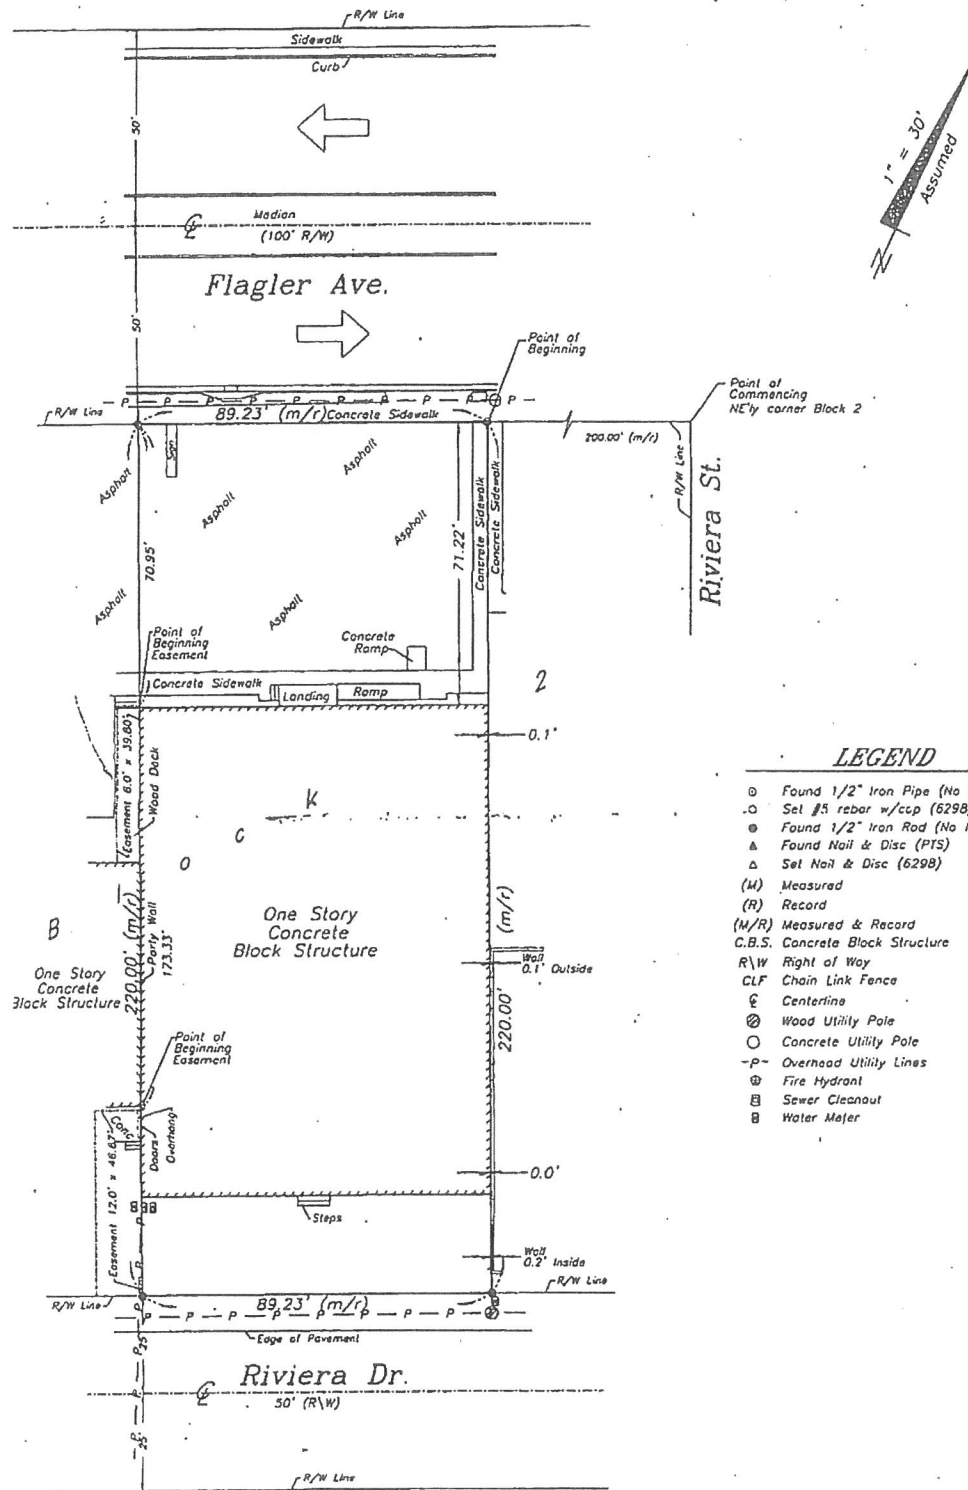 R/W Line
Sidewalk
Curb
50'
1" = 30'
Assumed
N
Median
(100' R/W)
Flagler Ave.
50'
Point of
Beginning
Point of
Commencing
NE'ly corner Block 2
P P P P P P P P
R/W Line
89.23' (m/r)
Concrete Sidewalk
200.00' (m/r)
R/W Line
Riviera St.
Sign
Asphalt
Asphalt
Asphalt
Asphalt
Asphalt
Asphalt
70.95'
71.22'
Concrete Sidewalk
Concrete Sidewalk
Point of
Beginning
Easement
Concrete
Ramp
Concrete Sidewalk
Landing
Ramp
2
0.1'
Easement 6.0' x 39.80'
Wood Deck
K
C
O
B
220.00' (m/r)
Party Wall
173.33'
One Story
Concrete
Block Structure
One Story
Concrete
Block Structure
(m/r)
220.00'
Wall
0.1' Outside
Point of
Beginning
Easement
Conc
Doors
Overhang
Easement 12.0' x 46.67'
0.0'
Steps
Wall
0.2' Inside
R/W Line
R/W Line
89.23' (m/r)
P P P P P P P P
Edge of Pavement
25'
Riviera Dr.
50' (R\W)
25'
R/W Line
LEGEND
Found 1/2" Iron Pipe (No
Set #5 rebar w/cap (6298)
Found 1/2" Iron Rod (No
Found Nail & Disc (PTS)
Set Nail & Disc (6298)
(M) Measured
(R) Record
(M/R) Measured & Record
C.B.S. Concrete Block Structure
R\W Right of Way
CLF Chain Link Fence
Centerline
Wood Utility Pole
Concrete Utility Pole
-P- Overhead Utility Lines
Fire Hydrant
Sewer Cleanout
Water Meter